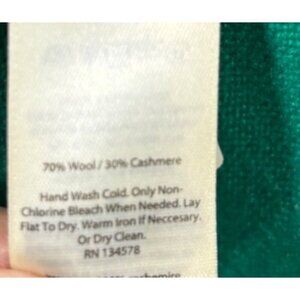 70% Wool / 30% Cashmere
Hand Wash Cold. Only Non-
Chlorine Bleach When Needed. Lay
Flat To Dry. Warm Iron If Neccesary.
Or Dry Clean.
RN 134578